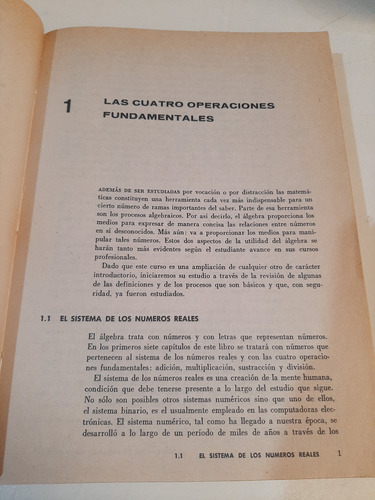 1
LAS CUATRO OPERACIONES
FUNDAMENTALES
ADEMÁS DE SER ESTUDIADAS por vocación o por distracción las matemá-
ticas constituyen una herramienta cada vez más indispensable para un
cierto número de ramas importantes del saber. Parte de esa herramienta
son los procesos algebraicos. Por así decirlo, el álgebra proporciona los
medios para expresar de manera concisa las relaciones entre números
en sí desconocidos. Más aún: va a proporcionar los medios para mani-
pular tales números. Estos dos aspectos de la utilidad del álgebra se
harán tanto más evidentes según el estudiante avance en sus cursos
profesionales.
Dado que este curso es una ampliación de cualquier otro de carácter
introductorio, iniciaremos su estudio a través de la revisión de algunas
de las definiciones y de los procesos que son básicos y que, con segu-
ridad, ya fueron estudiados.
1.1 EL SISTEMA DE LOS NUMEROS REALES
El álgebra trata con números y con letras que representan números.
En los primeros siete capítulos de este libro se tratará con números que
pertenecen al sistema de los números reales y con las cuatro operacio-
nes fundamentales: adición, multiplicación, sustracción y división.
El sistema de los números reales es una creación de la mente humana,
condición que debe tenerse presente a lo largo del estudio que sigue.
No sólo son posibles otros sistemas numéricos sino que uno de ellos,
el sistema binario, es el usualmente empleado en las computadoras elec-
trónicas. El sistema numérico, tal como ha llegado a nuestra época, se
desarrolló a lo largo de un periodo de miles de años a través de los
1.1 EL SISTEMA DE LOS NUMEROS REALES 1